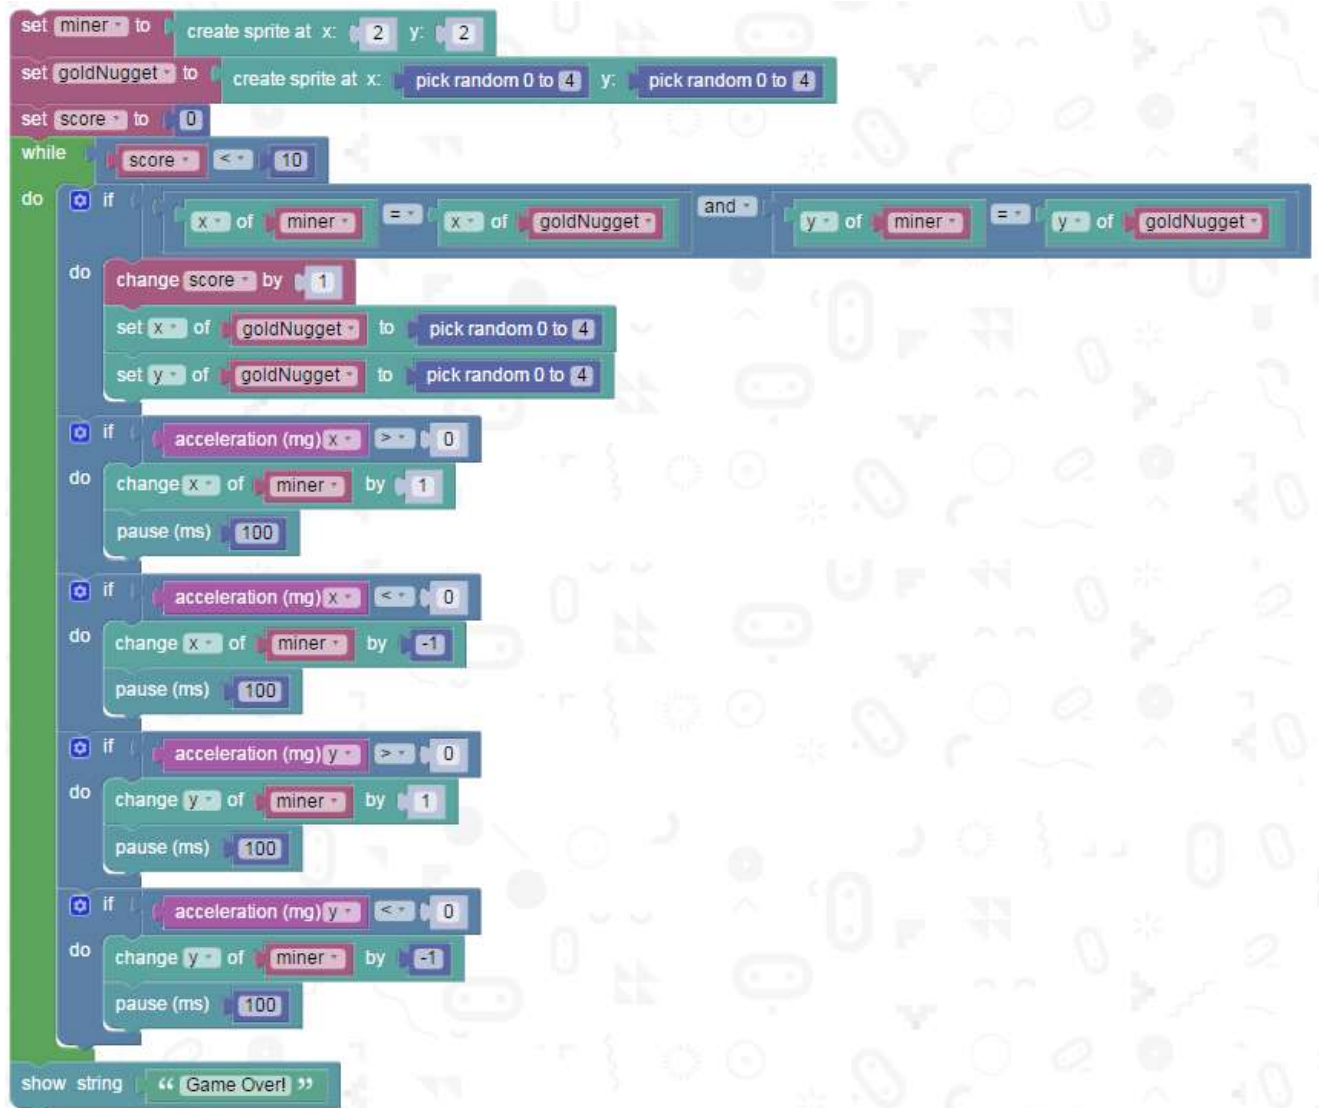 set miner to create sprite at x: 2 y: 2
set goldNugget to create sprite at x: pick random 0 to 4 y: pick random 0 to 4
set score to 0
while score < 10
do if x of miner = x of goldNugget and y of miner = y of goldNugget
do change score by 1
set x of goldNugget to pick random 0 to 4
set y of goldNugget to pick random 0 to 4
if acceleration (mg) x > 0
do change x of miner by 1
pause (ms) 100
if acceleration (mg) x < 0
do change x of miner by -1
pause (ms) 100
if acceleration (mg) y > 0
do change y of miner by 1
pause (ms) 100
if acceleration (mg) y < 0
do change y of miner by -1
pause (ms) 100
show string “ Game Over! ”